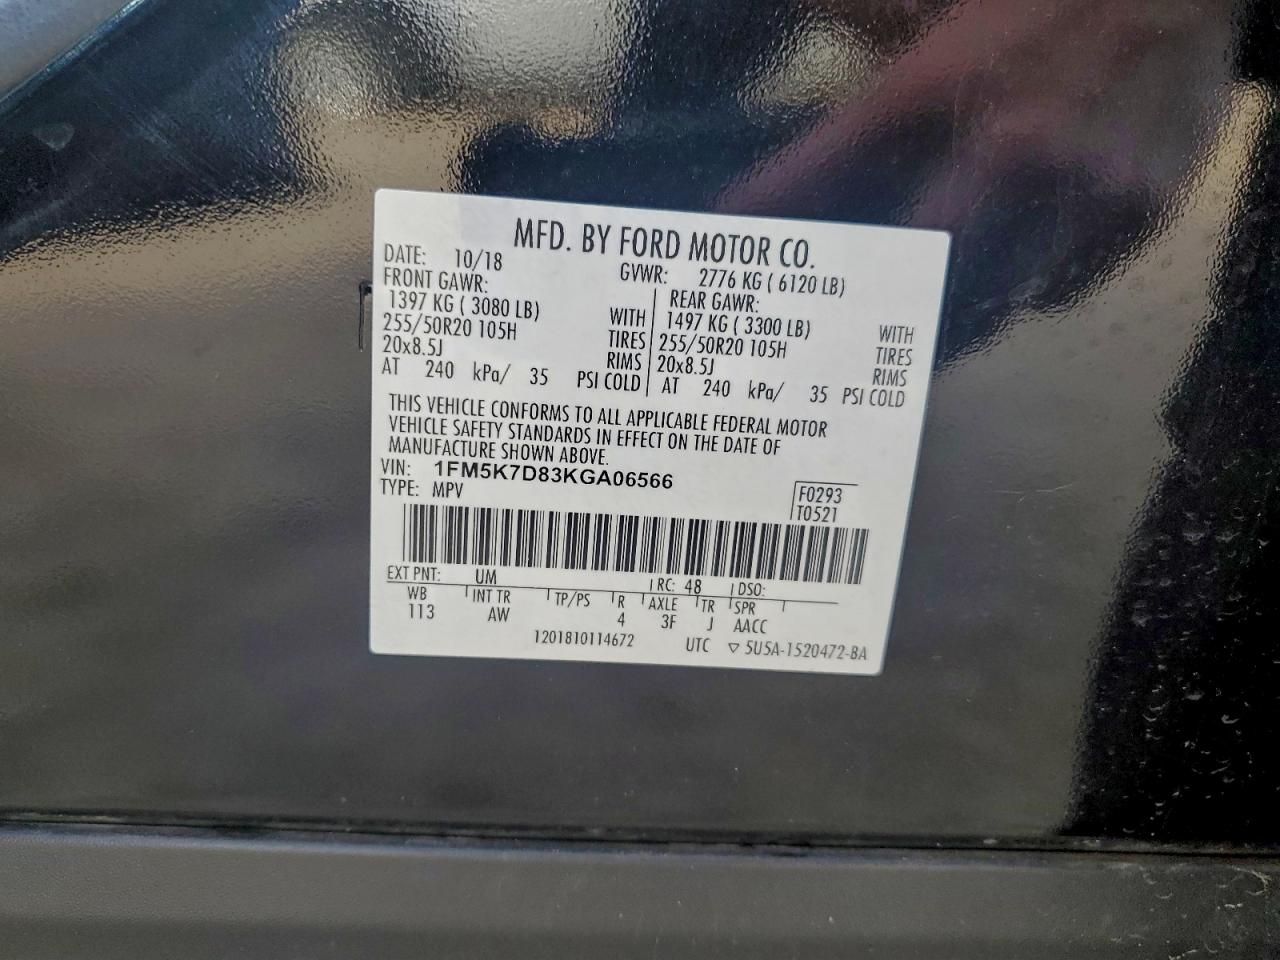 MFD. BY FORD MOTOR CO.
DATE: 10/18 GVWR: 2776 KG ( 6120 LB)
FRONT GAWR: REAR GAWR:
1397 KG ( 3080 LB) WITH 1497 KG ( 3300 LB) WITH
255/50R20 105H TIRES 255/50R20 105H TIRES
20x8.5J RIMS 20x8.5J RIMS
AT 240 kPa/ 35 PSI COLD AT 240 kPa/ 35 PSI COLD
THIS VEHICLE CONFORMS TO ALL APPLICABLE FEDERAL MOTOR
VEHICLE SAFETY STANDARDS IN EFFECT ON THE DATE OF
MANUFACTURE SHOWN ABOVE.
VIN: 1FM5K7D83KGA06566
TYPE: MPV F0293
T0521
EXT PNT: UM RC: 48 DSO:
WB INT TR TP/PS R AXLE TR SPR
113 AW 4 3F J AACC
1201810114672 UTC ▽ 5U5A-1520472-BA